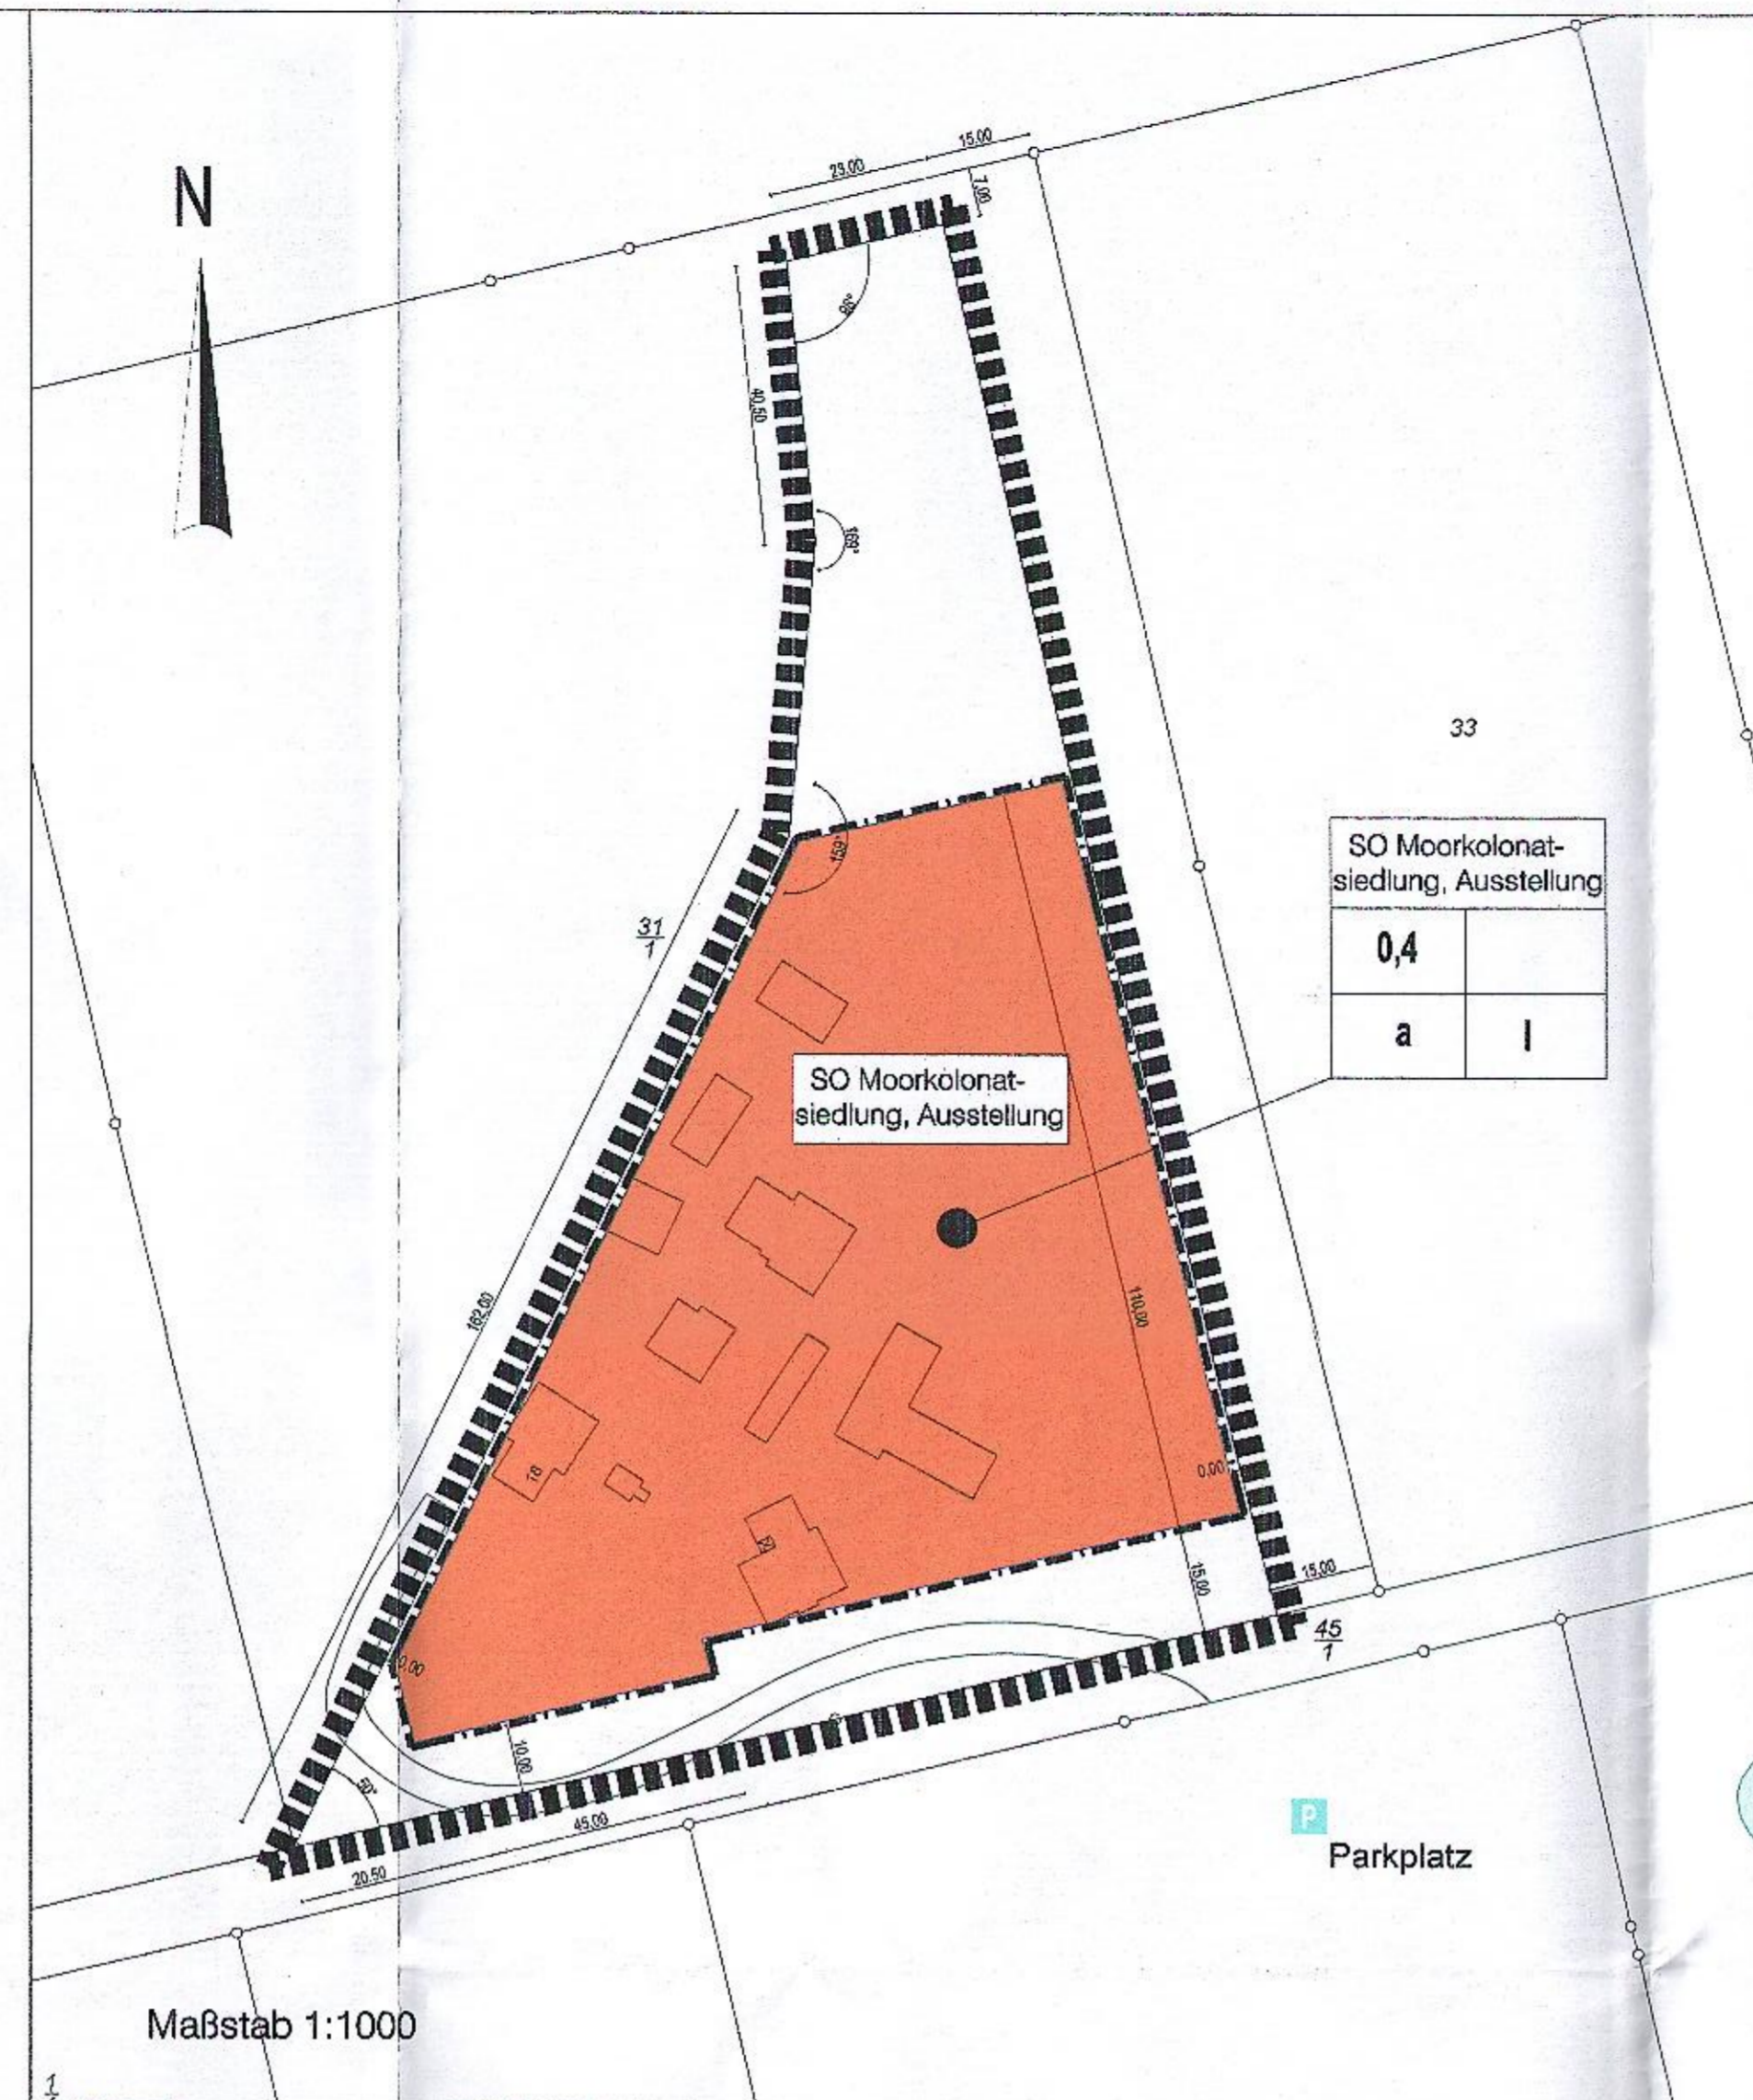 15.00
23.00
7.00
N
98°
40.50
169°
33
159°
SO Moorkolonat-
siedlung, Ausstellung
31
1
0,4
a
I
SO Moorkolonat-
siedlung, Ausstellung
162.00
110.00
18
0.00
15.00
15.00
45
1
0.00
10.00
50°
45.00
20.50
P
Parkplatz
Maßstab 1:1000
1